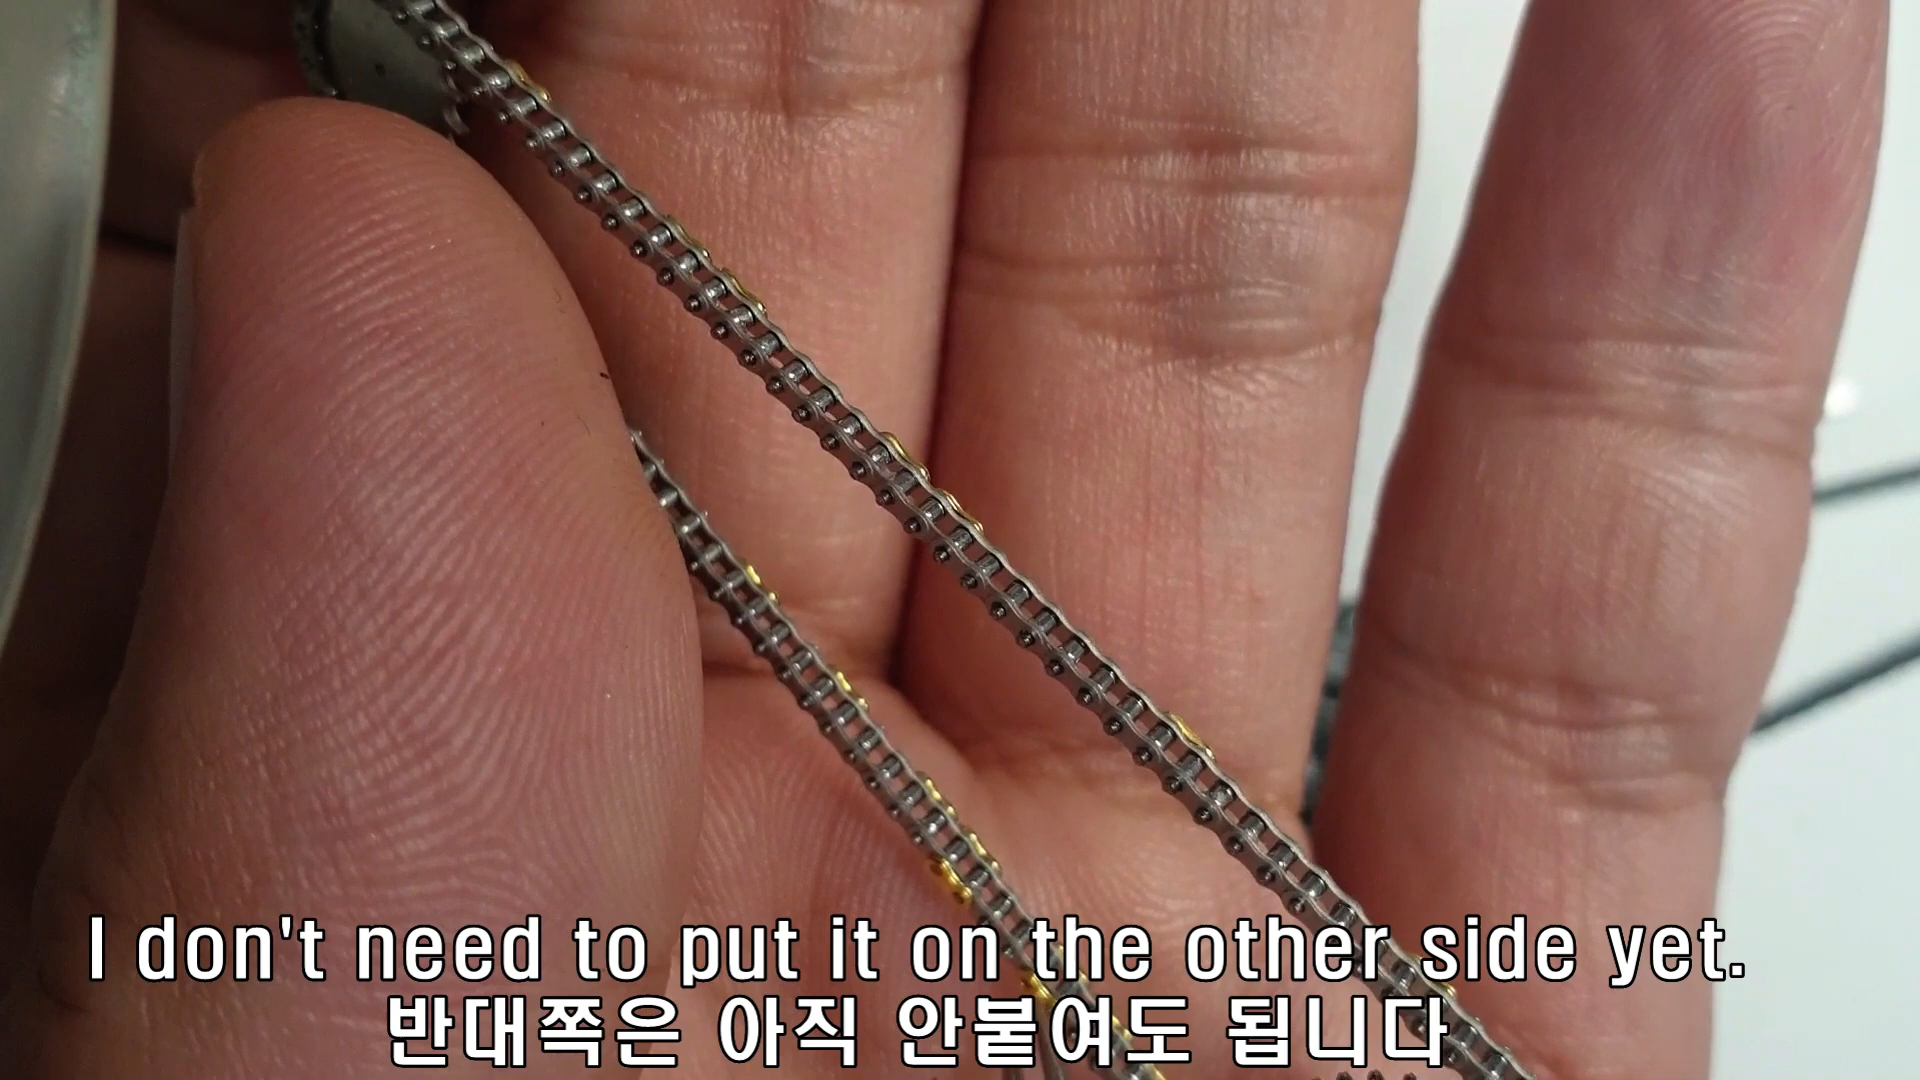 I don't need to put it on the other side yet.
반대쪽은 아직 안붙여도 됩니다